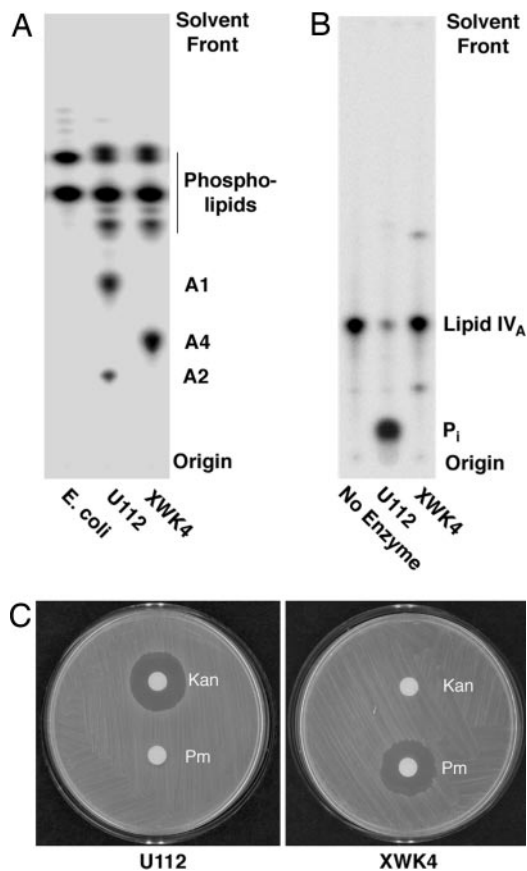 A
Solvent
Front
Phospho-
lipids
A1
A4
A2
Origin
E. coli
U112
XWK4
B
Solvent
Front
Lipid IVA
Pi
Origin
No Enzyme
U112
XWK4
C
Kan
Pm
U112
Kan
Pm
XWK4